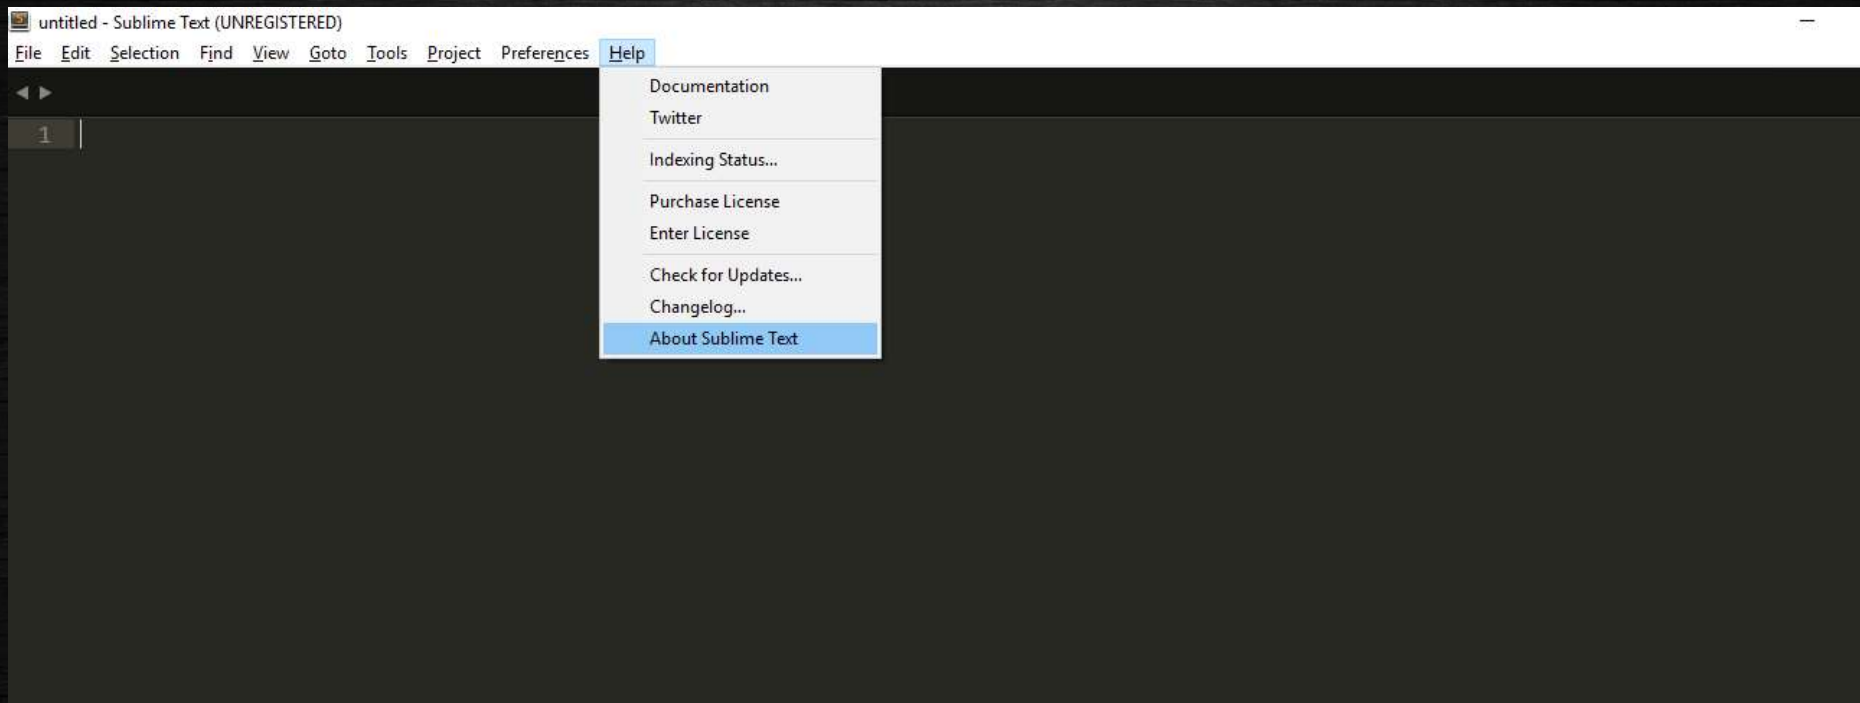 untitled - Sublime Text (UNREGISTERED)
File Edit Selection Find View Goto Tools Project Preferences Help
Documentation
Twitter
1
Indexing Status...
Purchase License
Enter License
Check for Updates...
Changelog...
About Sublime Text